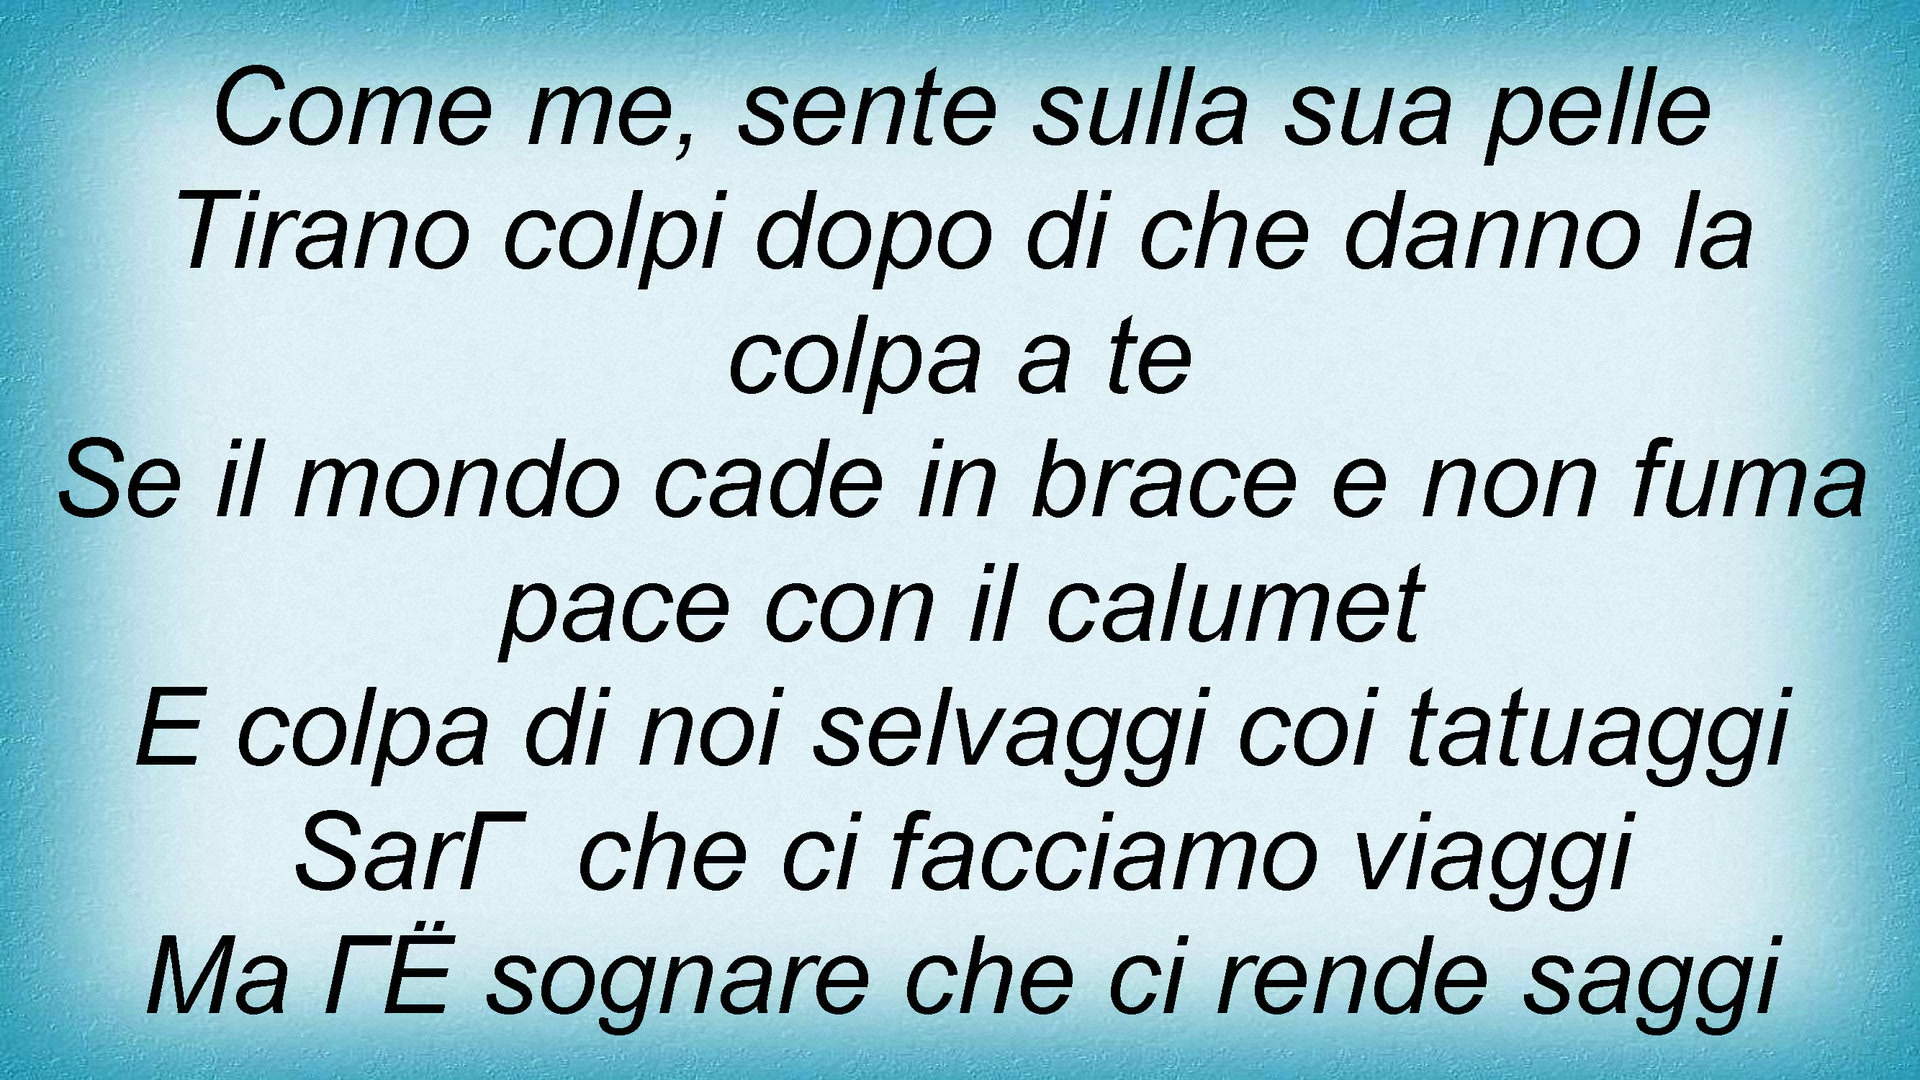 Come me, sente sulla sua pelle
Tirano colpi dopo di che danno la
colpa a te
Se il mondo cade in brace e non fuma
pace con il calumet
E colpa di noi selvaggi coi tatuaggi
SarГ  che ci facciamo viaggi
Ma ГЁ sognare che ci rende saggi